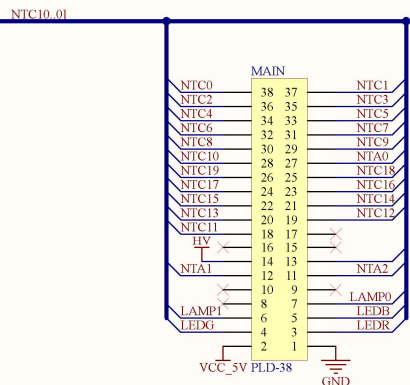 NTC10..0]
MAIN
NTC0 38 37 NTC1
NTC2 36 35 NTC3
NTC4 34 33 NTC5
NTC6 32 31 NTC7
NTC8 30 29 NTC9
NTC10 28 27 NTA0
NTC19 26 25 NTC18
NTC17 24 23 NTC16
NTC15 22 21 NTC14
NTC13 20 19 NTC12
NTC11 18 17
HV 16 15
14 13
NTA1 12 11 NTA2
10 9
8 7 LAMP0
LAMP1 6 5 LEDB
LEDG 4 3 LEDR
2 1
VCC_5V PLD-38
GND